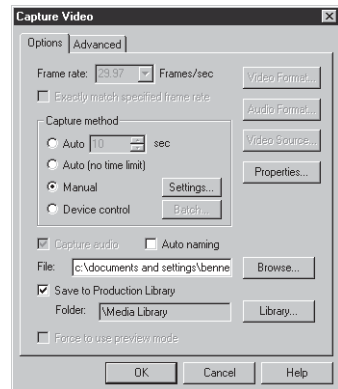 Capture Video
Options Advanced
Frame rate: 29.97 Frames/sec Video Format...
Exactly match specified frame rate
Audio Format...
Capture method
Auto 10 sec Video Source...
Auto (no time limit)
Properties...
Manual Settings...
Device control Batch...
Capture audio Auto naming
File: c:\documents and settings\benne Browse...
Save to Production Library
Folder: \Media Library Library...
Force to use preview mode
OK Cancel Help